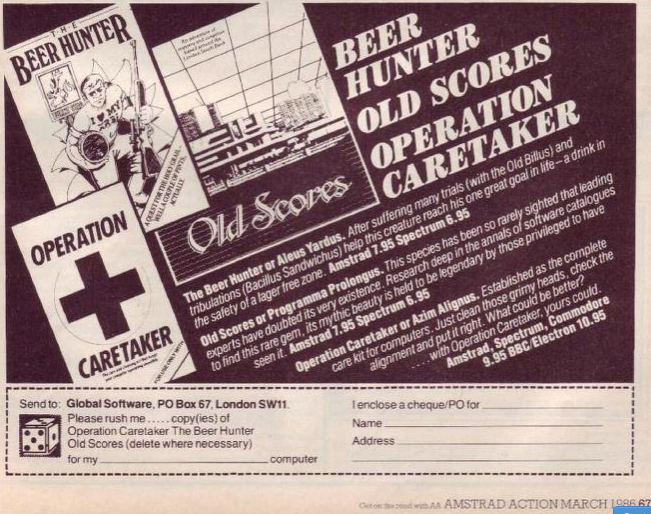 THE
BEER HUNTER
A QUEST FOR THE HOLY GRAIL –
WELL A COUPLE OF PINTS,
ACTUALLY.
An adventure of
mystery and suspense
based around the
London South Bank
Old Scores
OPERATION
CARETAKER
BEER
HUNTER
OLD SCORES
OPERATION
CARETAKER
The Beer Hunter or Aleus Yardus. After suffering many trials (with the Old Billus) and
tribulations (Bacillus Sandwichus) help this creature reach his one great goal in life – a drink in
the safety of a lager free zone. Amstrad 7.95 Spectrum 6.95
Old Scores or Programma Prolongus. This species has been so rarely sighted that leading
experts have doubted its very existence. Research deep in the annals of software catalogues
to find this rare gem, its mythic beauty is held to be legendary by those privileged to have
seen it. Amstrad 7.95 Spectrum 6.95
Operation Caretaker or Azim Alignus. Established as the complete
care kit for computers. Just clean those grimy heads, check the
alignment and put it right. What could be better?
.... with Operation Caretaker, yours could.
Amstrad, Spectrum, Commodore
9.95 BBC/Electron 10.95
Send to: Global Software, PO Box 67, London SW11.
Please rush me ..... copy(ies) of
Operation Caretaker The Beer Hunter
Old Scores (delete where necessary)
for my computer
I enclose a cheque/PO for
Name
Address
Get on the road with AA AMSTRAD ACTION MARCH 1986 67